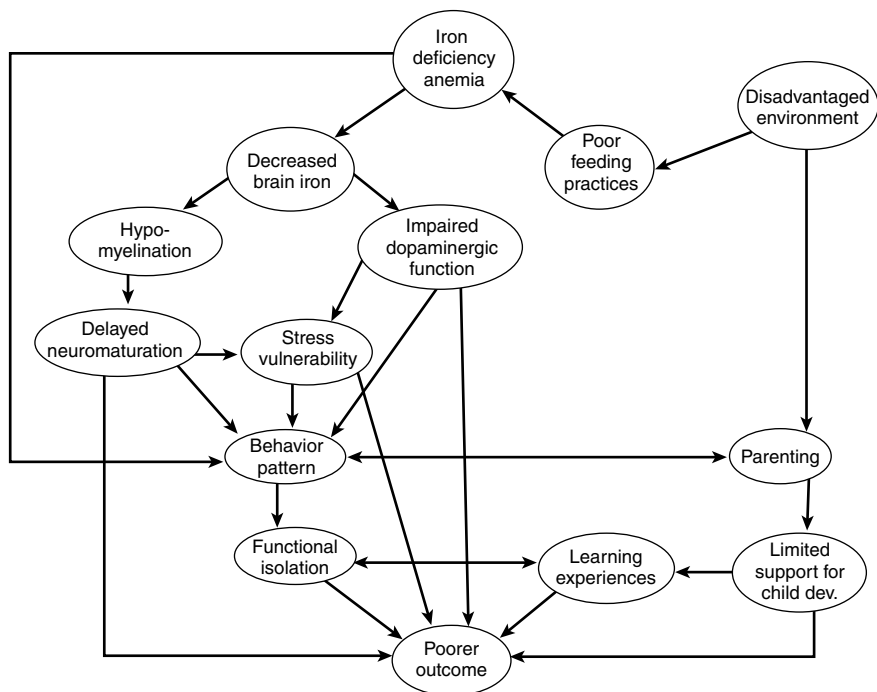 Iron
deficiency
anemia
Disadvantaged
environment
Poor
feeding
practices
Decreased
brain iron
Hypo-
myelination
Impaired
dopaminergic
function
Delayed
neuromaturation
Stress
vulnerability
Behavior
pattern
Parenting
Functional
isolation
Learning
experiences
Limited
support for
child dev.
Poorer
outcome